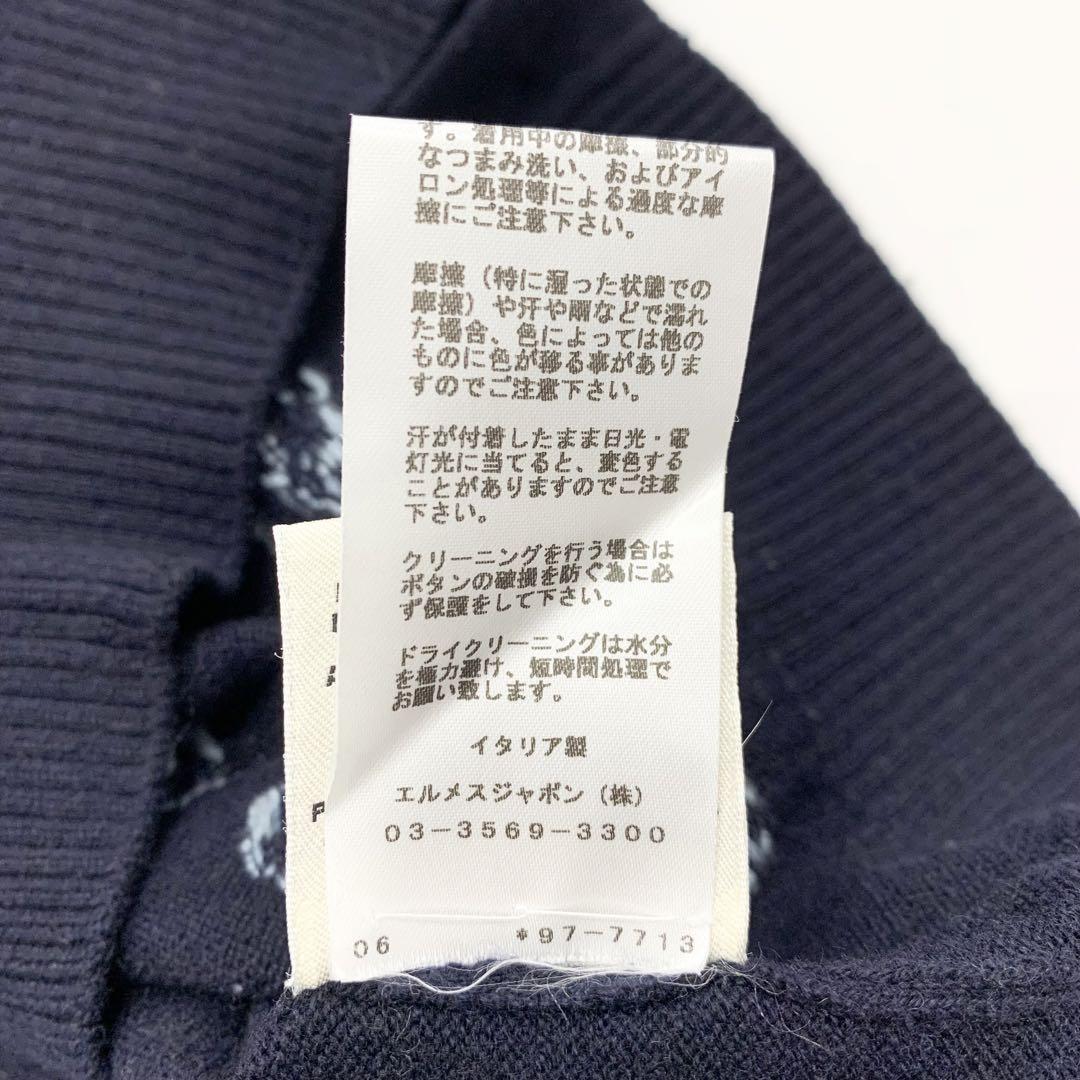 す。着用中の摩擦、部分的
なつまみ洗い、およびアイ
ロン処理等による過度な摩
擦にご注意下さい。
摩擦（特に湿った状態での
摩擦）や汗や雨などで濡れ
た場合、色によっては他の
ものに色が移る事がありま
すのでご注意下さい。
汗が付着したまま日光・電
灯光に当てると、変色する
ことがありますのでご注意
下さい。
クリーニングを行う場合は
ボタンの破損を防ぐ為に必
ず保護をして下さい。
ドライクリーニングは水分
を極力避け、短時間処理で
お願い致します。
イタリア製
エルメスジャポン（株）
03-3569-3300
06 *97-7713